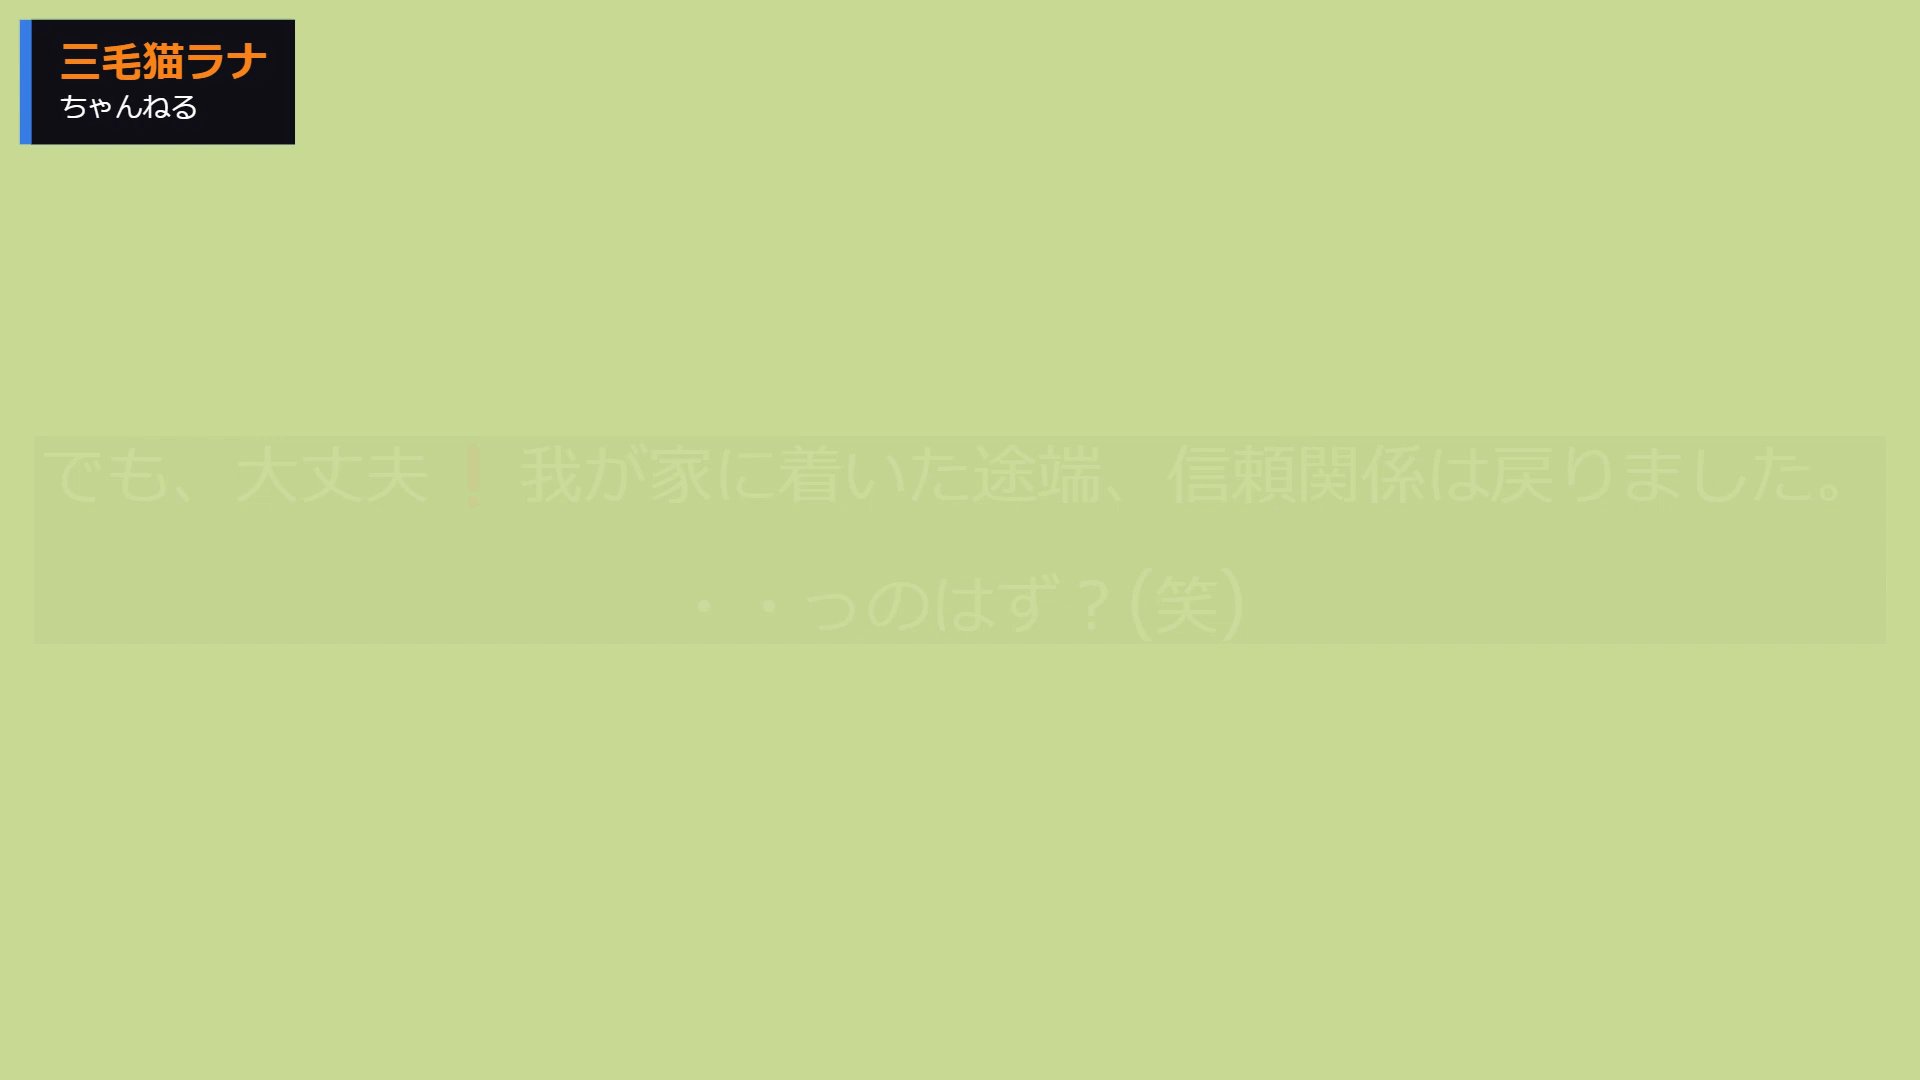 三毛猫ラナ
ちゃんねる
でも、大丈夫❗我が家に着いた途端、信頼関係は戻りました。
・・っのはず？(笑)